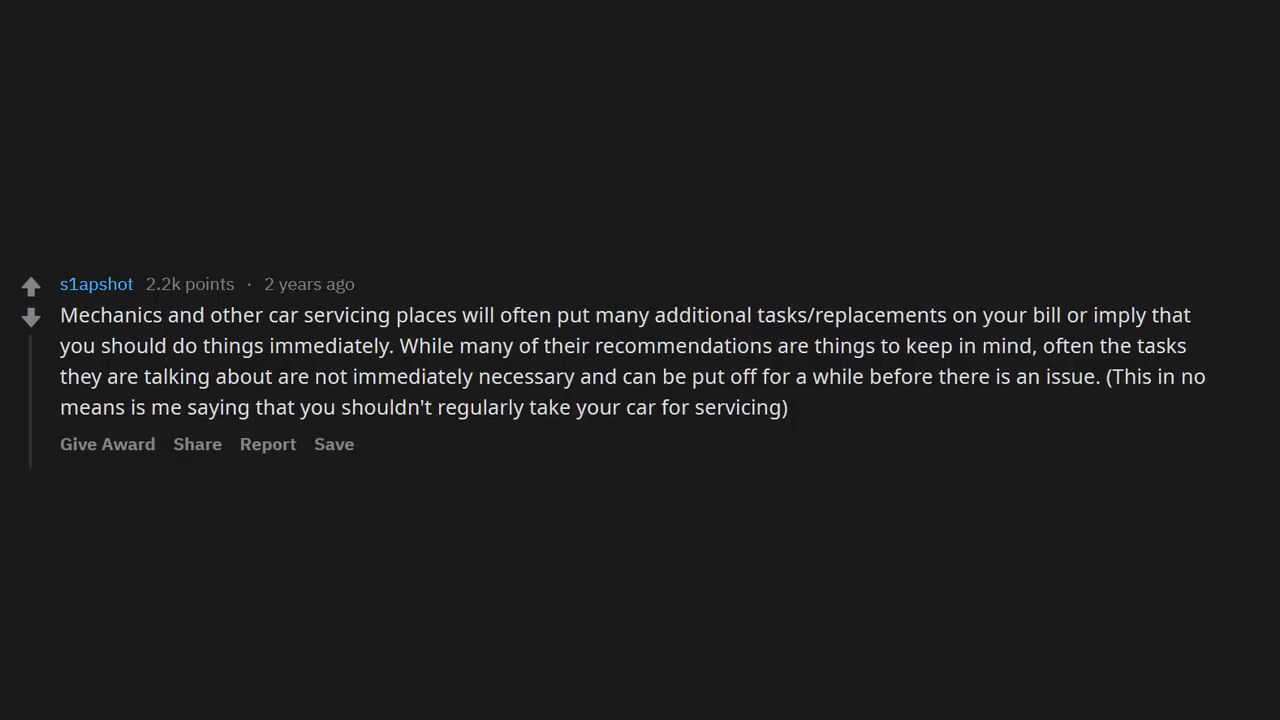 s1apshot 2.2k points · 2 years ago
Mechanics and other car servicing places will often put many additional tasks/replacements on your bill or imply that
you should do things immediately. While many of their recommendations are things to keep in mind, often the tasks
they are talking about are not immediately necessary and can be put off for a while before there is an issue. (This in no
means is me saying that you shouldn't regularly take your car for servicing)
Give Award Share Report Save